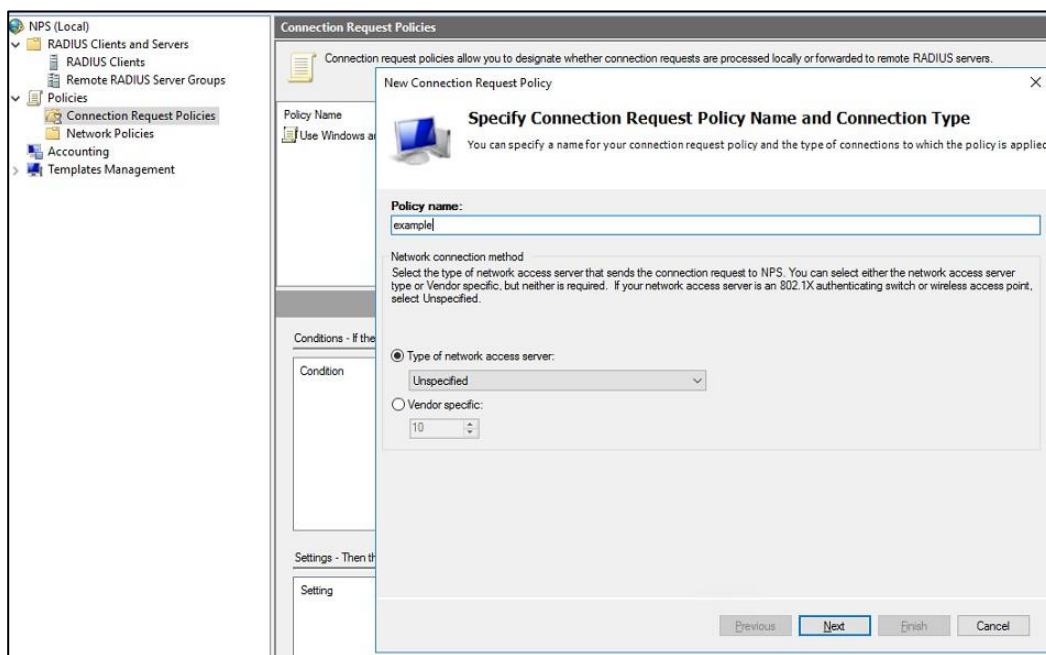 NPS (Local)
RADIUS Clients and Servers
RADIUS Clients
Remote RADIUS Server Groups
Policies
Connection Request Policies
Network Policies
Accounting
Templates Management
Connection Request Policies
Connection request policies allow you to designate whether connection requests are processed locally or forwarded to remote RADIUS servers.
Policy Name
Use Windows au
Conditions - If the
Condition
Settings - Then th
Setting
New Connection Request Policy
Specify Connection Request Policy Name and Connection Type
You can specify a name for your connection request policy and the type of connections to which the policy is applied
Policy name:
example
Network connection method
Select the type of network access server that sends the connection request to NPS. You can select either the network access server
type or Vendor specific, but neither is required. If your network access server is an 802.1X authenticating switch or wireless access point,
select Unspecified.
Type of network access server:
Unspecified
Vendor specific:
10
Previous
Next
Finish
Cancel